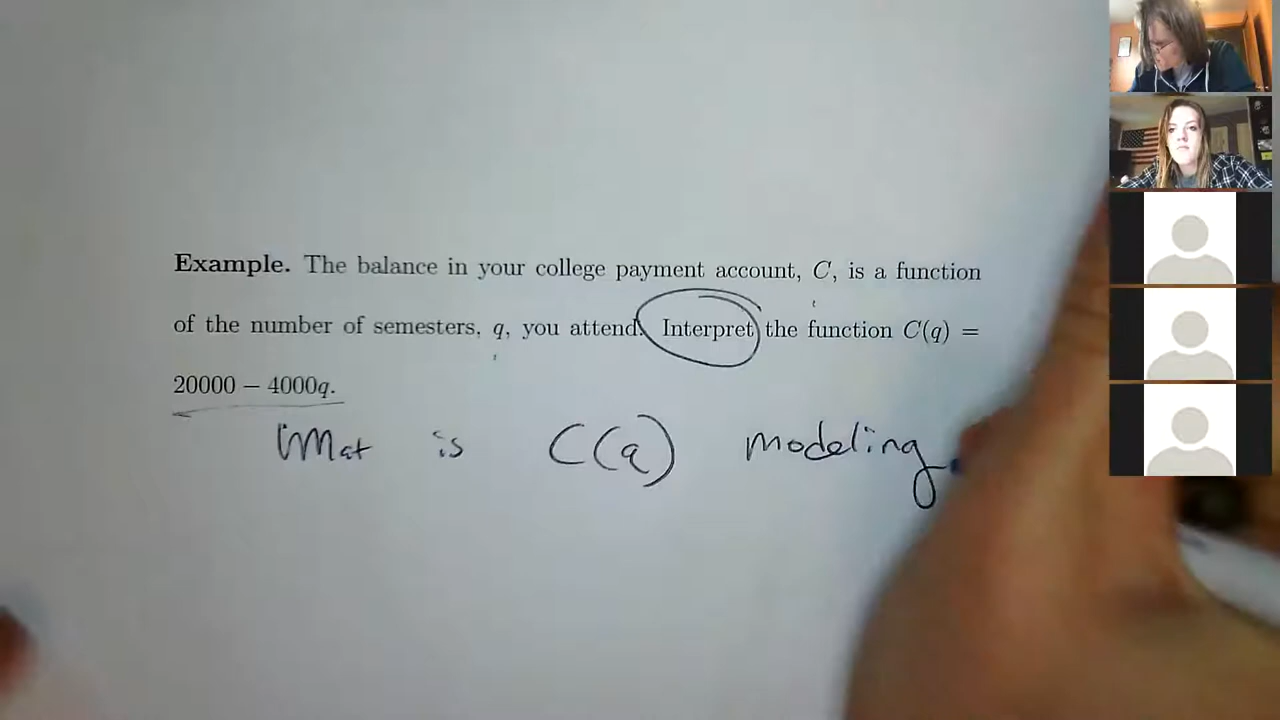 Example. The balance in your college payment account, C, is a function
of the number of semesters, q, you attend. Interpret the function C(q) =
20000 − 4000q.
What is C(q) modeling